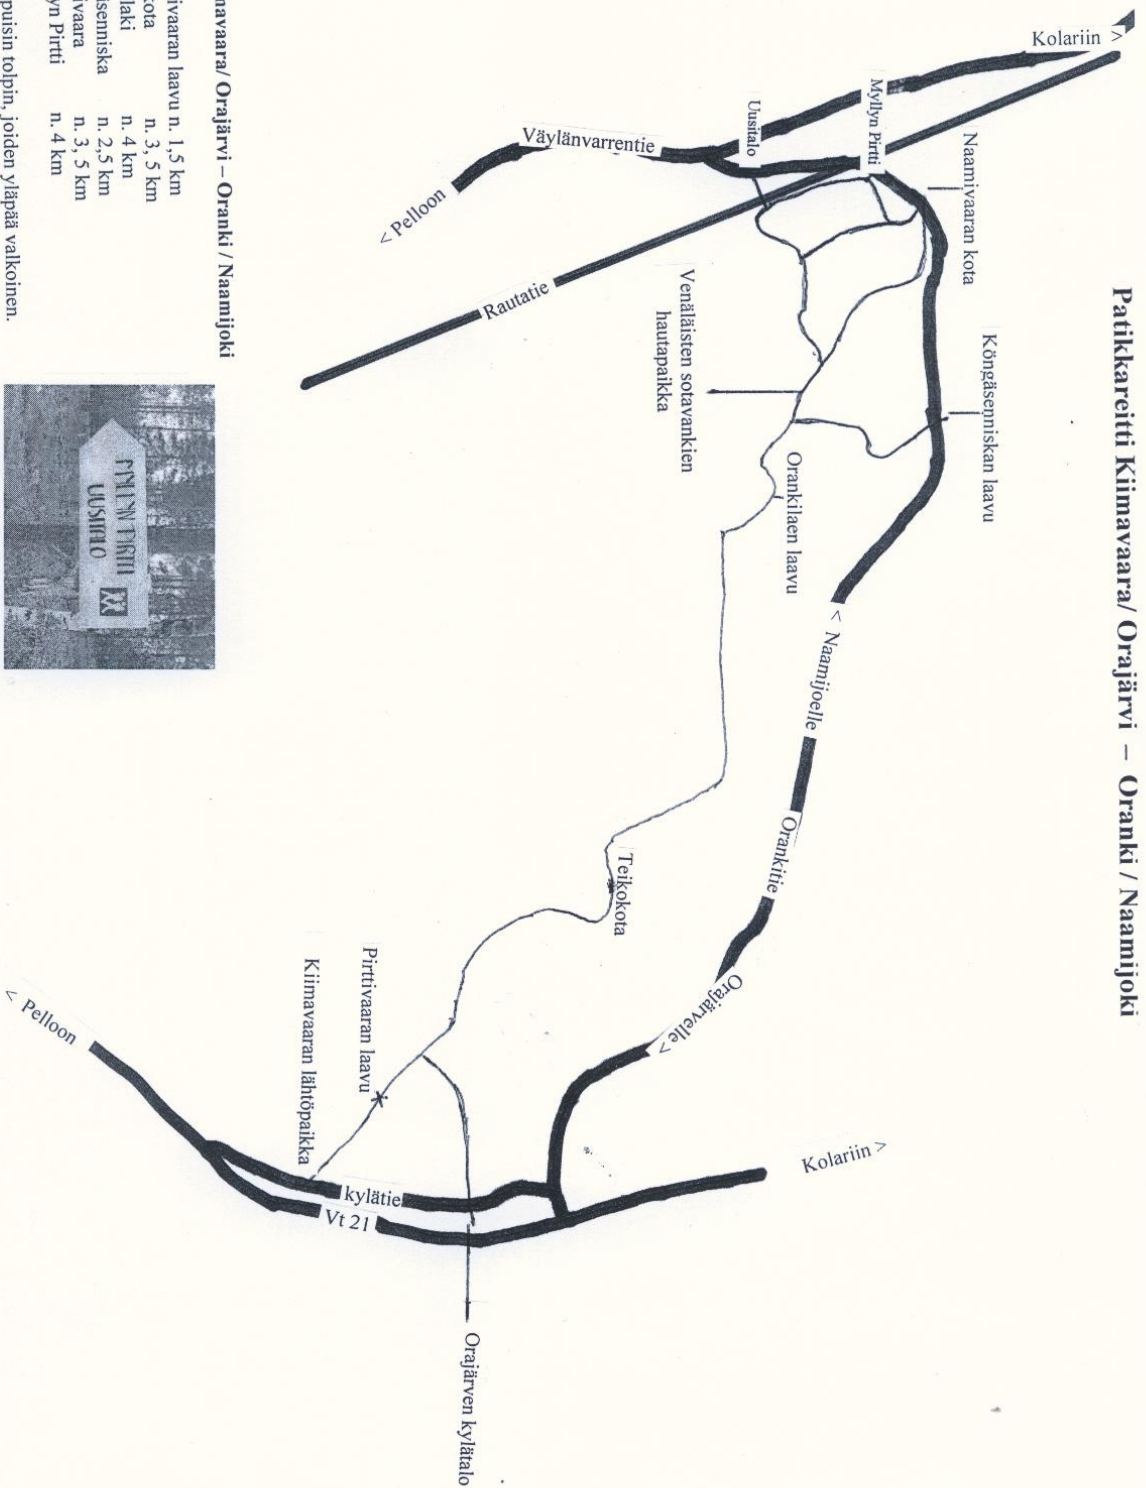 Patikkareitti Kiimavaara/ Orajärvi – Oranki / Naamijoki
Kolariin >
Naamivaaran kota
Köngäsenniskan laavu
Myllyn Pirtti
Uusitalo
Väylänvarrentie
< Pelloon
Rautatie
Venäläisten sotavankien
hautapaikka
Orankilaen laavu
< Naamijoelle
Orankitie
Orajärvelle >
Kolariin >
Teikokota
Pirttivaaran laavu
Kiimavaaran lähtöpaikka
kylätie
Vt 21
Orajärven kylätalo
< Pelloon
navaara/ Orajärvi – Oranki / Naamijoki
ivaaran laavu n. 1,5 km
kota n. 3, 5 km
laki n. 4 km
isenniska n. 2,5 km
ivaara n. 3, 5 km
yn Pirtti n. 4 km
puisin tolpin, joiden yläpää valkoinen.
MYLLYN PIRTTI
UUSITALO